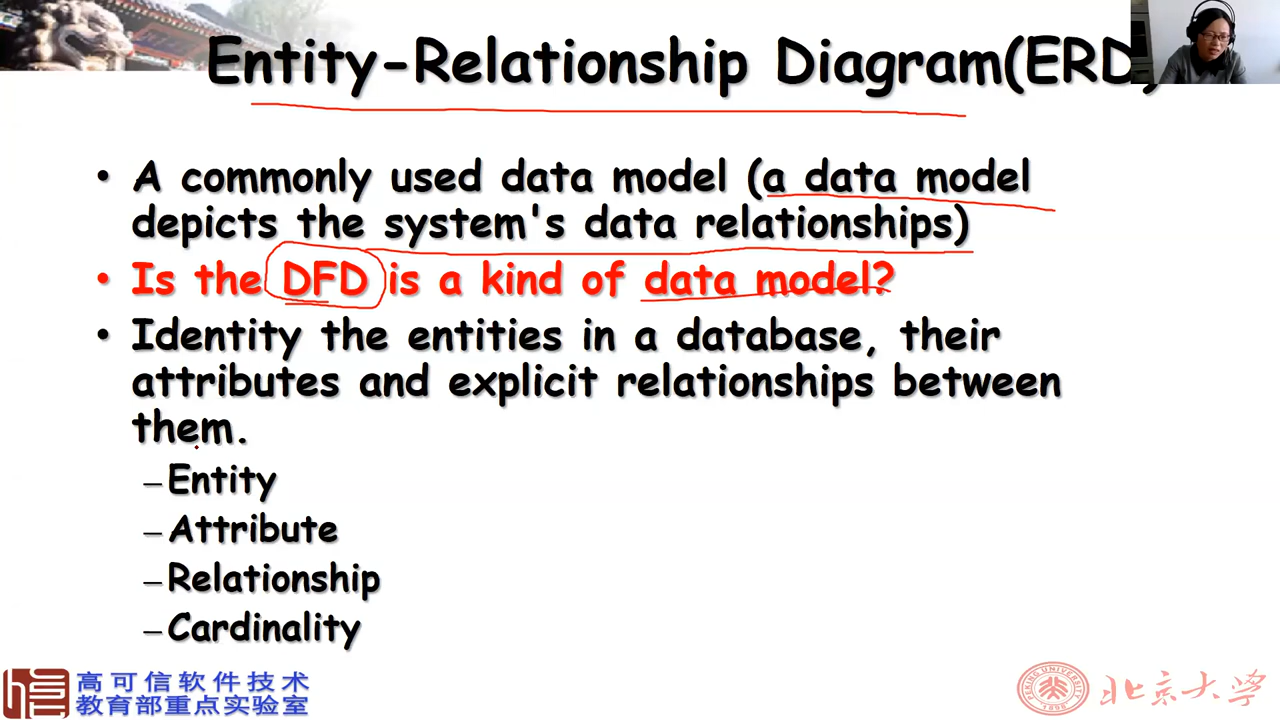 Entity-Relationship Diagram(ERD)
• A commonly used data model (a data model
depicts the system's data relationships)
• Is the DFD is a kind of data model?
• Identity the entities in a database, their
attributes and explicit relationships between
them.
–Entity
–Attribute
–Relationship
–Cardinality
高可信软件技术
教育部重点实验室
PEKING UNIVERSITY
1898
北京大学